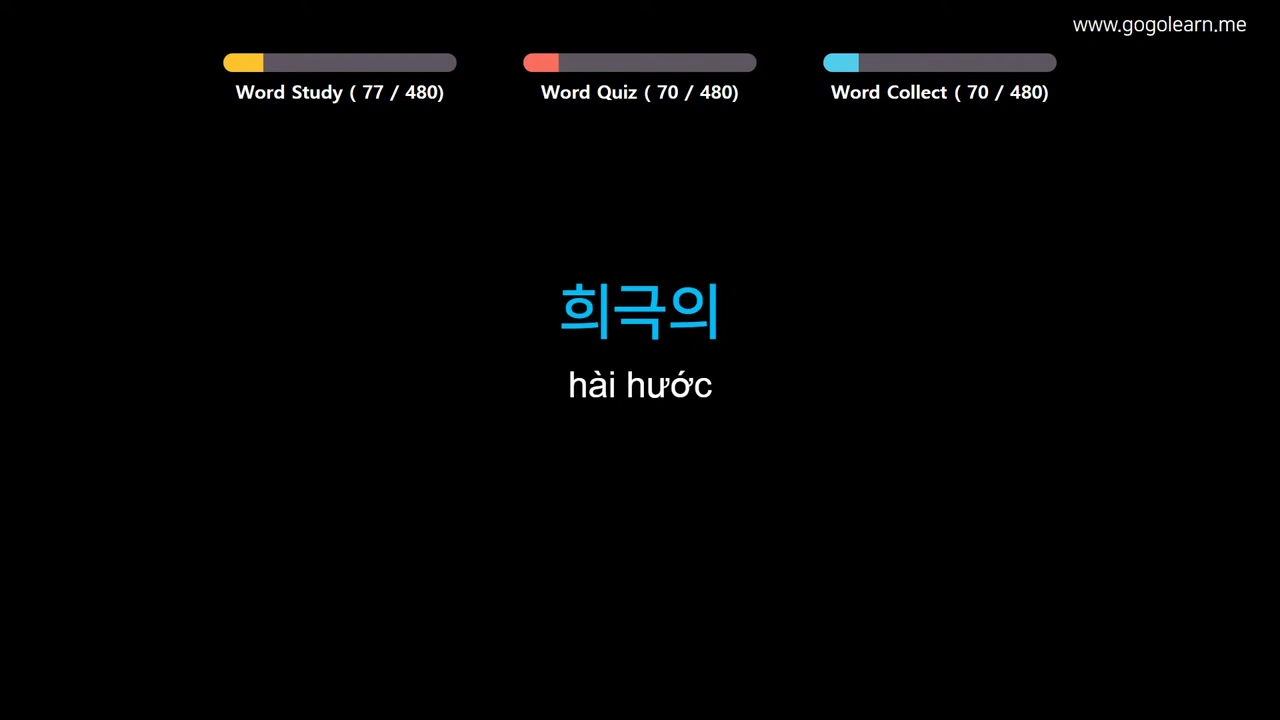 www.gogolearn.me
Word Study ( 77 / 480)
Word Quiz ( 70 / 480)
Word Collect ( 70 / 480)
희극의
hài hước